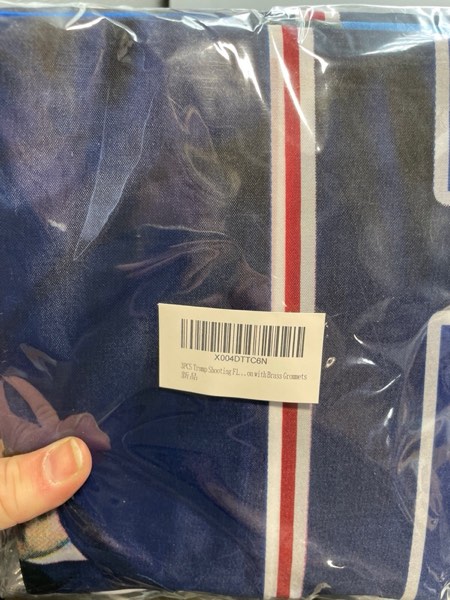 X004DTTC6N
3PCS Trump Shooting Fl...on with Brass Grommets